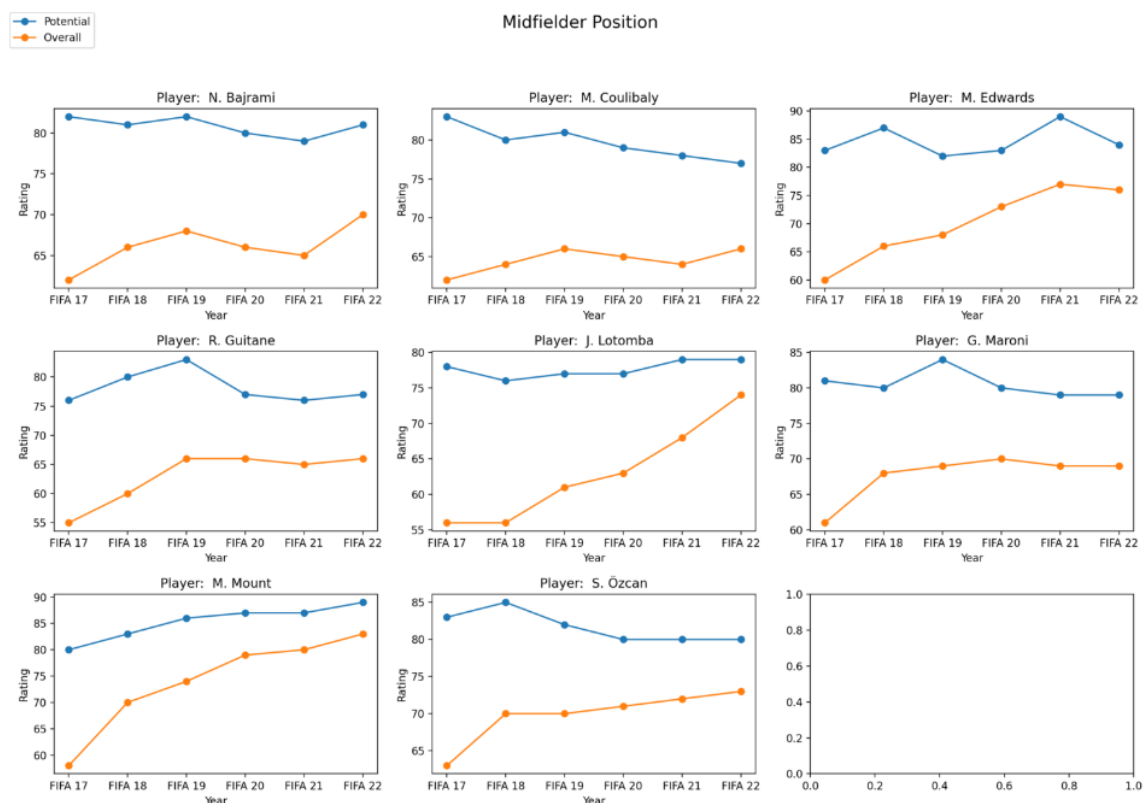 Midfielder Position
Potential
Overall
Player:  N. Bajrami
Rating
80
75
70
65
FIFA 17 FIFA 18 FIFA 19 FIFA 20 FIFA 21 FIFA 22
Year
Player:  M. Coulibaly
Rating
80
75
70
65
FIFA 17 FIFA 18 FIFA 19 FIFA 20 FIFA 21 FIFA 22
Year
Player:  M. Edwards
Rating
90
85
80
75
70
65
60
FIFA 17 FIFA 18 FIFA 19 FIFA 20 FIFA 21 FIFA 22
Year
Player:  R. Guitane
Rating
80
75
70
65
60
55
FIFA 17 FIFA 18 FIFA 19 FIFA 20 FIFA 21 FIFA 22
Year
Player:  J. Lotomba
Rating
80
75
70
65
60
55
FIFA 17 FIFA 18 FIFA 19 FIFA 20 FIFA 21 FIFA 22
Year
Player:  G. Maroni
Rating
85
80
75
70
65
60
FIFA 17 FIFA 18 FIFA 19 FIFA 20 FIFA 21 FIFA 22
Year
Player:  M. Mount
Rating
90
85
80
75
70
65
60
FIFA 17 FIFA 18 FIFA 19 FIFA 20 FIFA 21 FIFA 22
Year
Player:  S. Özcan
Rating
85
80
75
70
65
FIFA 17 FIFA 18 FIFA 19 FIFA 20 FIFA 21 FIFA 22
Year
1.0
0.8
0.6
0.4
0.2
0.0
0.0 0.2 0.4 0.6 0.8 1.0